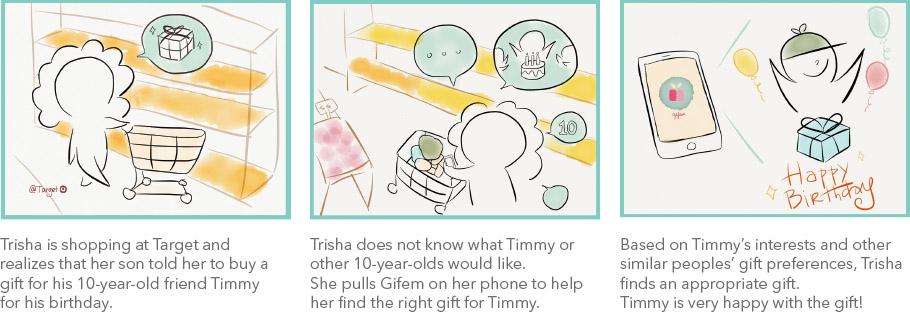 @Target
10
gifem
Happy
Birthday
Trisha is shopping at Target and
realizes that her son told her to buy a
gift for his 10-year-old friend Timmy
for his birthday.
Trisha does not know what Timmy or
other 10-year-olds would like.
She pulls Gifem on her phone to help
her find the right gift for Timmy.
Based on Timmy’s interests and other
similar peoples’ gift preferences, Trisha
finds an appropriate gift.
Timmy is very happy with the gift!